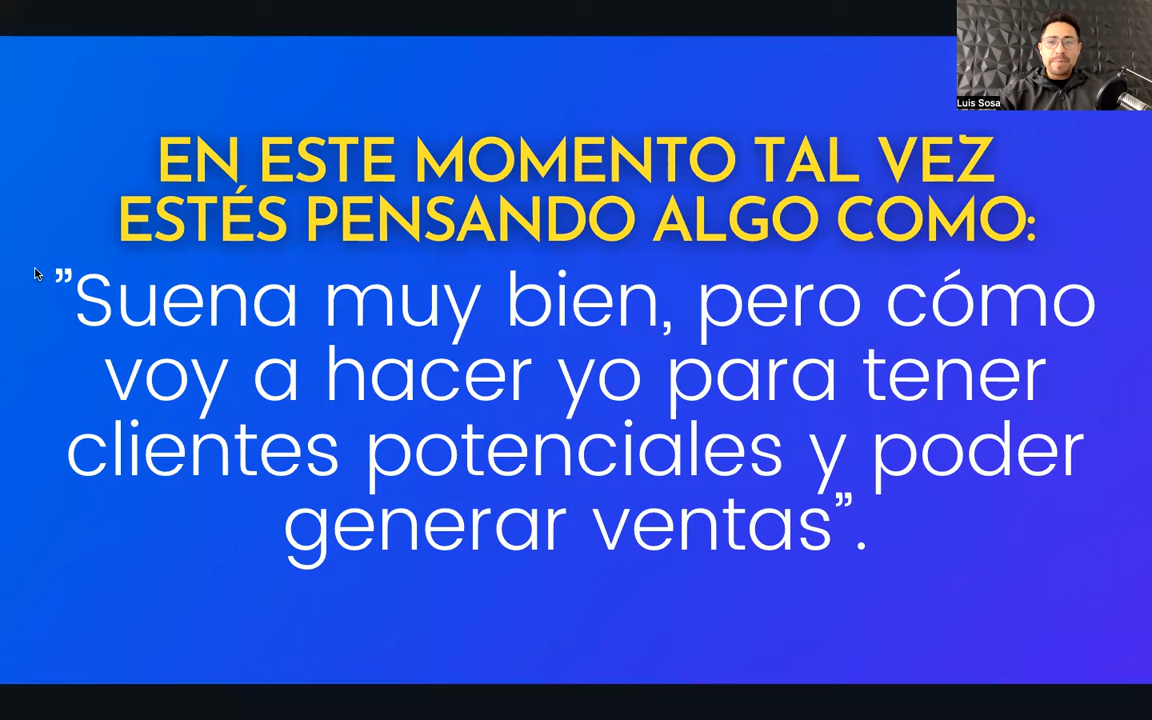 Luis Sosa
EN ESTE MOMENTO TAL VEZ
ESTÉS PENSANDO ALGO COMO:
”Suena muy bien, pero cómo
voy a hacer yo para tener
clientes potenciales y poder
generar ventas”.